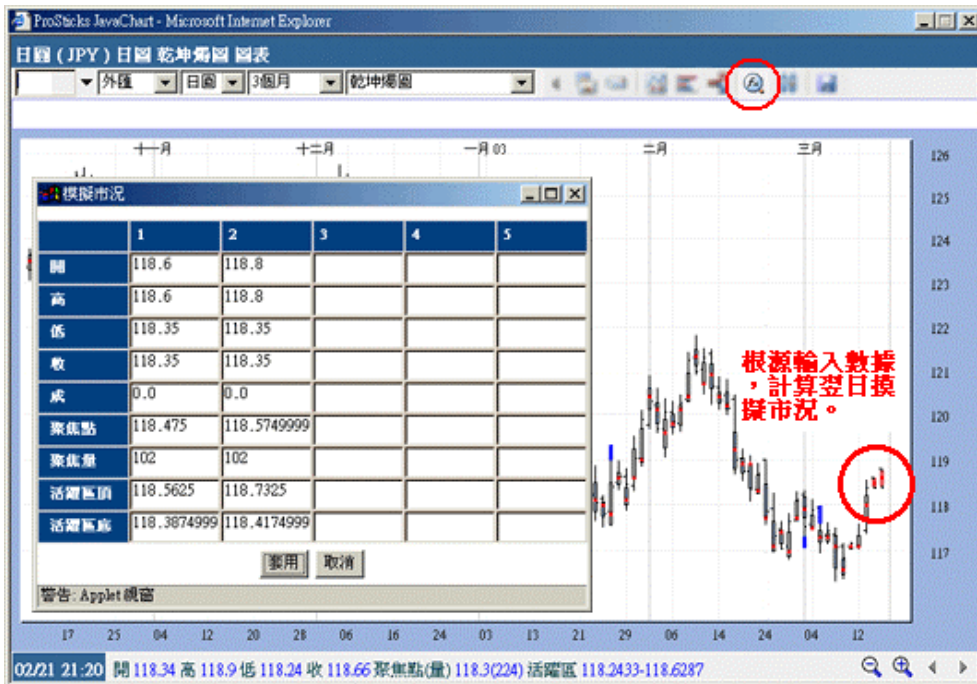 ProSticks JavaChart - Microsoft Internet Explorer
日圓 ( JPY ) 日圖 乾坤燭圖 圖表
外匯 日圓 3個月 乾坤燭圖
十一月 十二月 一月 03 二月 三月
126
125
124
123
122
121
120
119
118
117
模擬市況
1 2 3 4 5
開 118.6 118.8
高 118.6 118.8
低 118.35 118.35
收 118.35 118.35
成 0.0 0.0
聚焦點 118.475 118.5749999
聚焦量 102 102
活躍區頂 118.5625 118.7325
活躍區底 118.3874999 118.4174999
套用 取消
警告: Applet 視窗
根源輸入數據
,計算翌日摸
擬市況。
17 25 04 12 20 28 06 16 24 03 13 21 29 06 14 24 04 12
02/21 21:20 開 118.34 高 118.9 低 118.24 收 118.66 聚焦點(量) 118.3(224) 活躍區 118.2433-118.6287